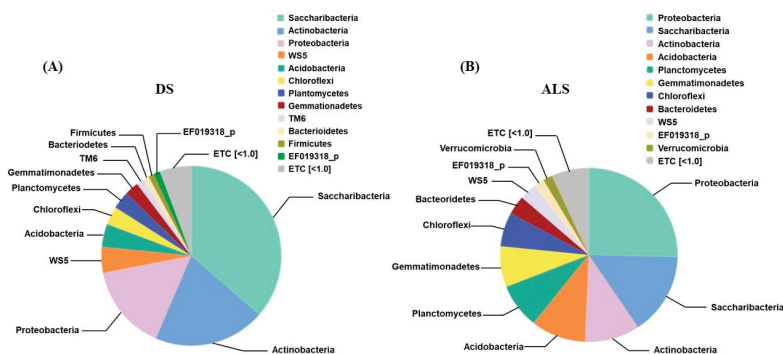 (A)
DS
Saccharibacteria
Actinobacteria
Proteobacteria
WS5
Acidobacteria
Chloroflexi
Plantomycetes
Gemmationadetes
TM6
Bacterioidetes
Firmicutes
EF019318_p
ETC [<1.0]
Firmicutes
Bacteriodetes
TM6
Gemmationadetes
Planctomycetes
Chloroflexi
Acidobacteria
WS5
Proteobacteria
EF019318_p
ETC [<1.0]
Saccharibacteria
Actinobacteria
(B)
ALS
Proteobacteria
Saccharibacteria
Actinobacteria
Acidobacteria
Planctomycetes
Gemmatimonadetes
Chloroflexi
Bacteroidetes
WS5
EF019318_p
Verrucomicrobia
ETC [<1.0]
ETC [<1.0]
Verrucomicrobia
EF019318_p
WS5
Bacteoridetes
Chloroflexi
Gemmatimonadetes
Planctomycetes
Acidobacteria
Proteobacteria
Saccharibacteria
Actinobacteria